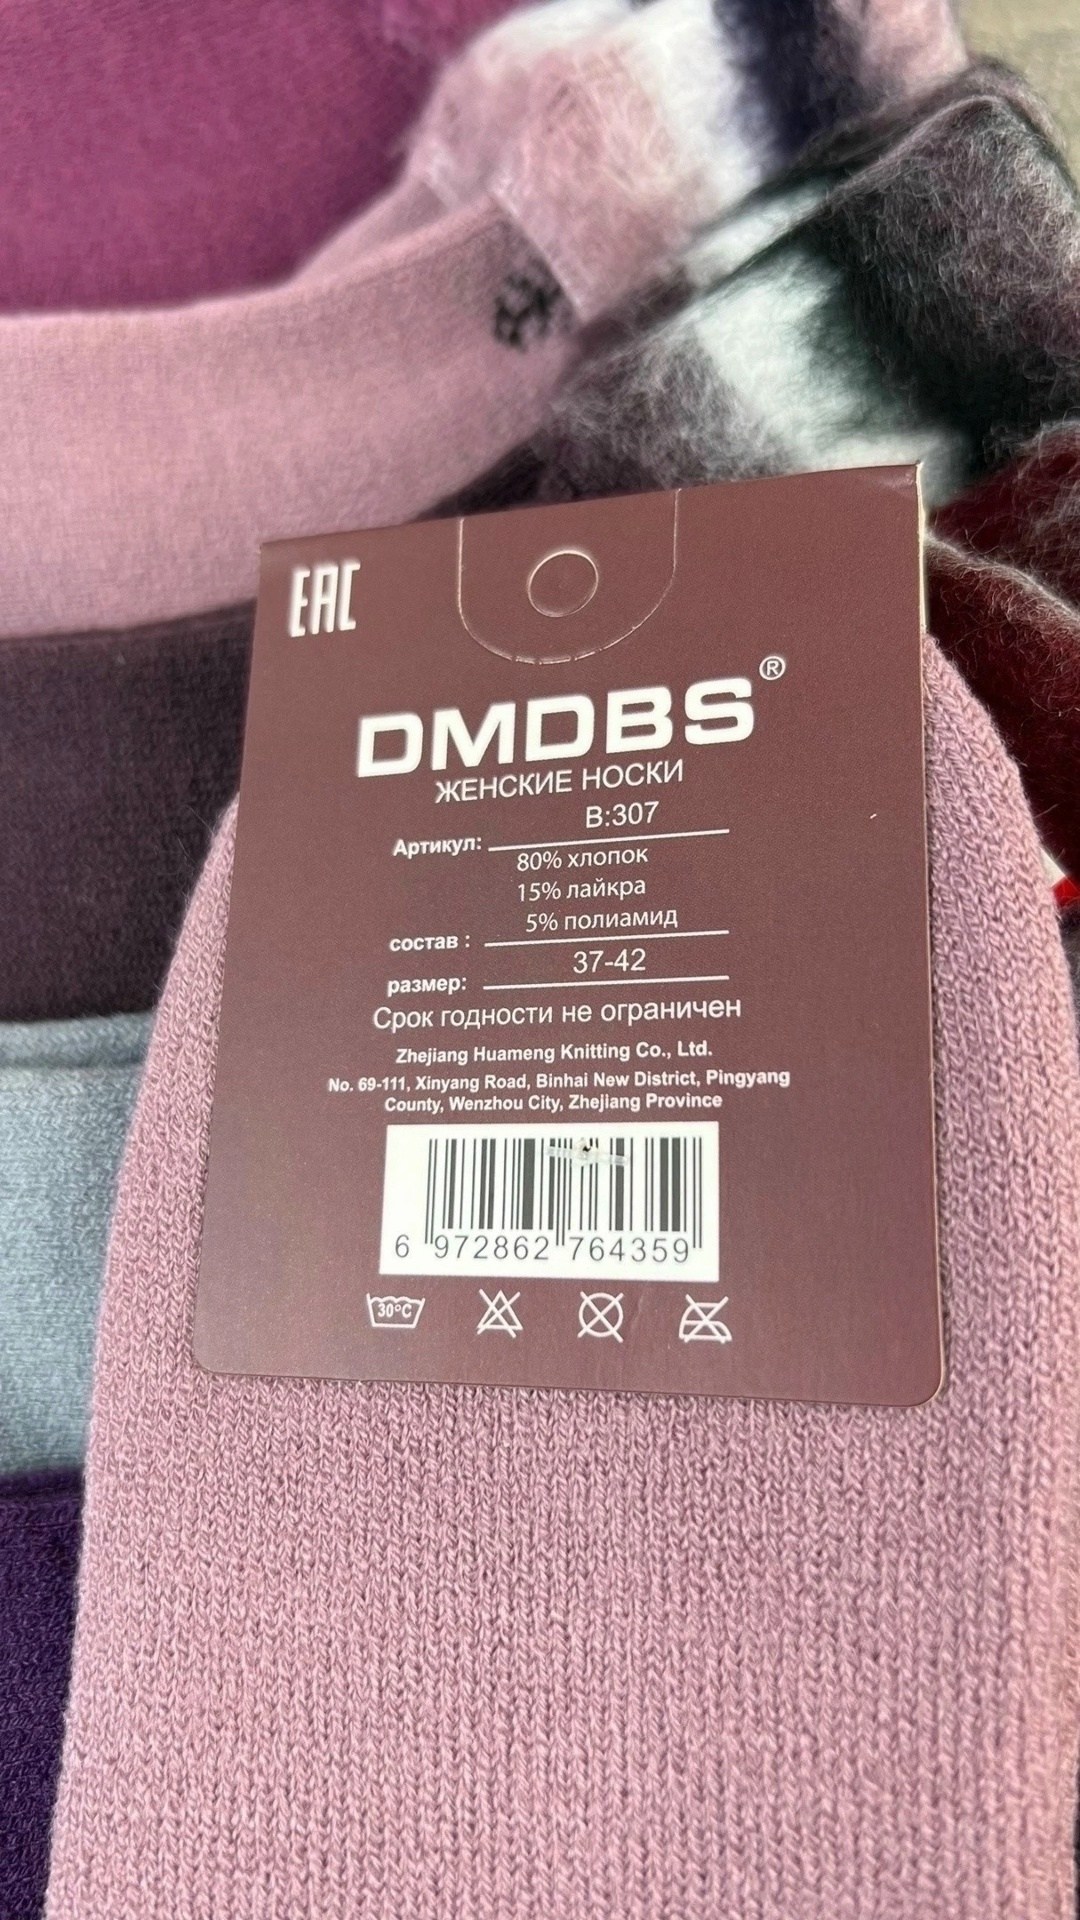 EAC
DMDBS®
ЖЕНСКИЕ НОСКИ
Артикул: B:307
80% хлопок
15% лайкра
состав : 5% полиамид
размер: 37-42
Срок годности не ограничен
Zhejiang Huameng Knitting Co., Ltd.
No. 69-111, Xinyang Road, Binhai New District, Pingyang
County, Wenzhou City, Zhejiang Province
6 972862 764359
30°C